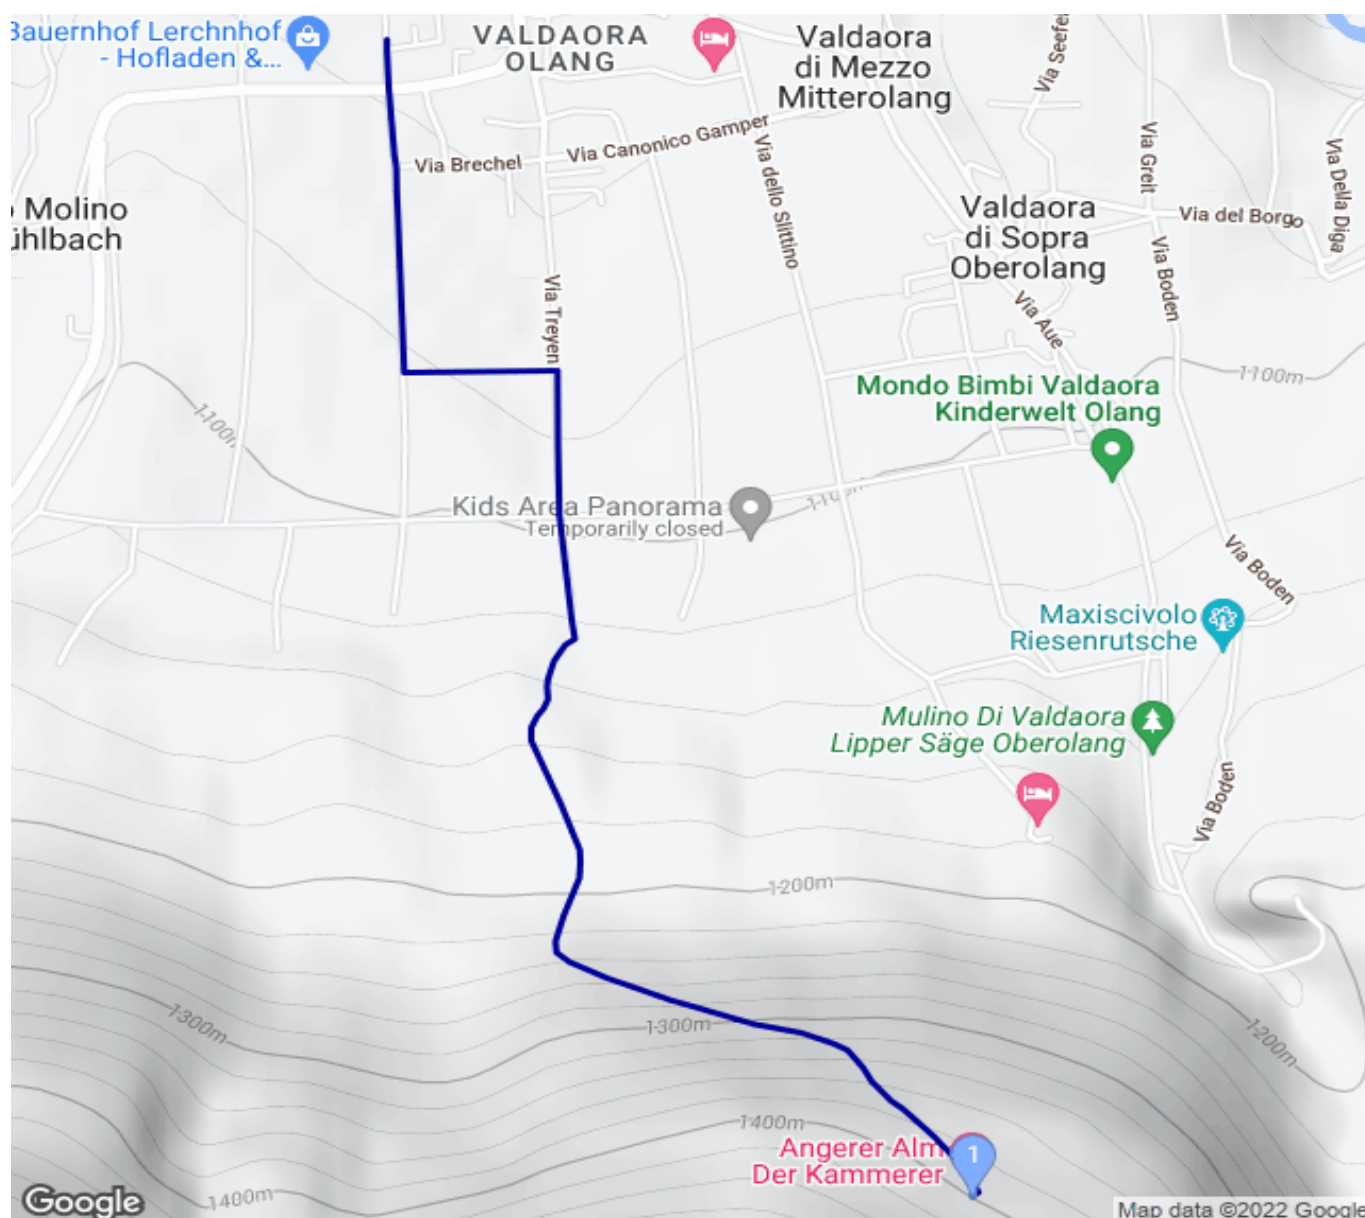 Bauernhof Lerchnhof
- Hofladen &...
VALDAORA
OLANG
Valdaora
di Mezzo
Mitterolang
Via Seefe
Via Brechel
Via Canonico Gamper
Via dello Slittino
Via Greit
Via Della Diga
Molino
ühlbach
Valdaora
di Sopra
Oberolang
Via del Borgo
Via Boden
Via Treyen
Via Aue
1100m
Mondo Bimbi Valdaora
Kinderwelt Olang
1100m
Kids Area Panorama
Temporarily closed
1100m
Via Boden
Maxiscivolo
Riesenrutsche
Mulino Di Valdaora
Lipper Säge Oberolang
Via Boden
1200m
1300m
1300m
1200m
1400m
Angerer Alm
Der Kammerer
1
1400m
Google
Map data ©2022 Google